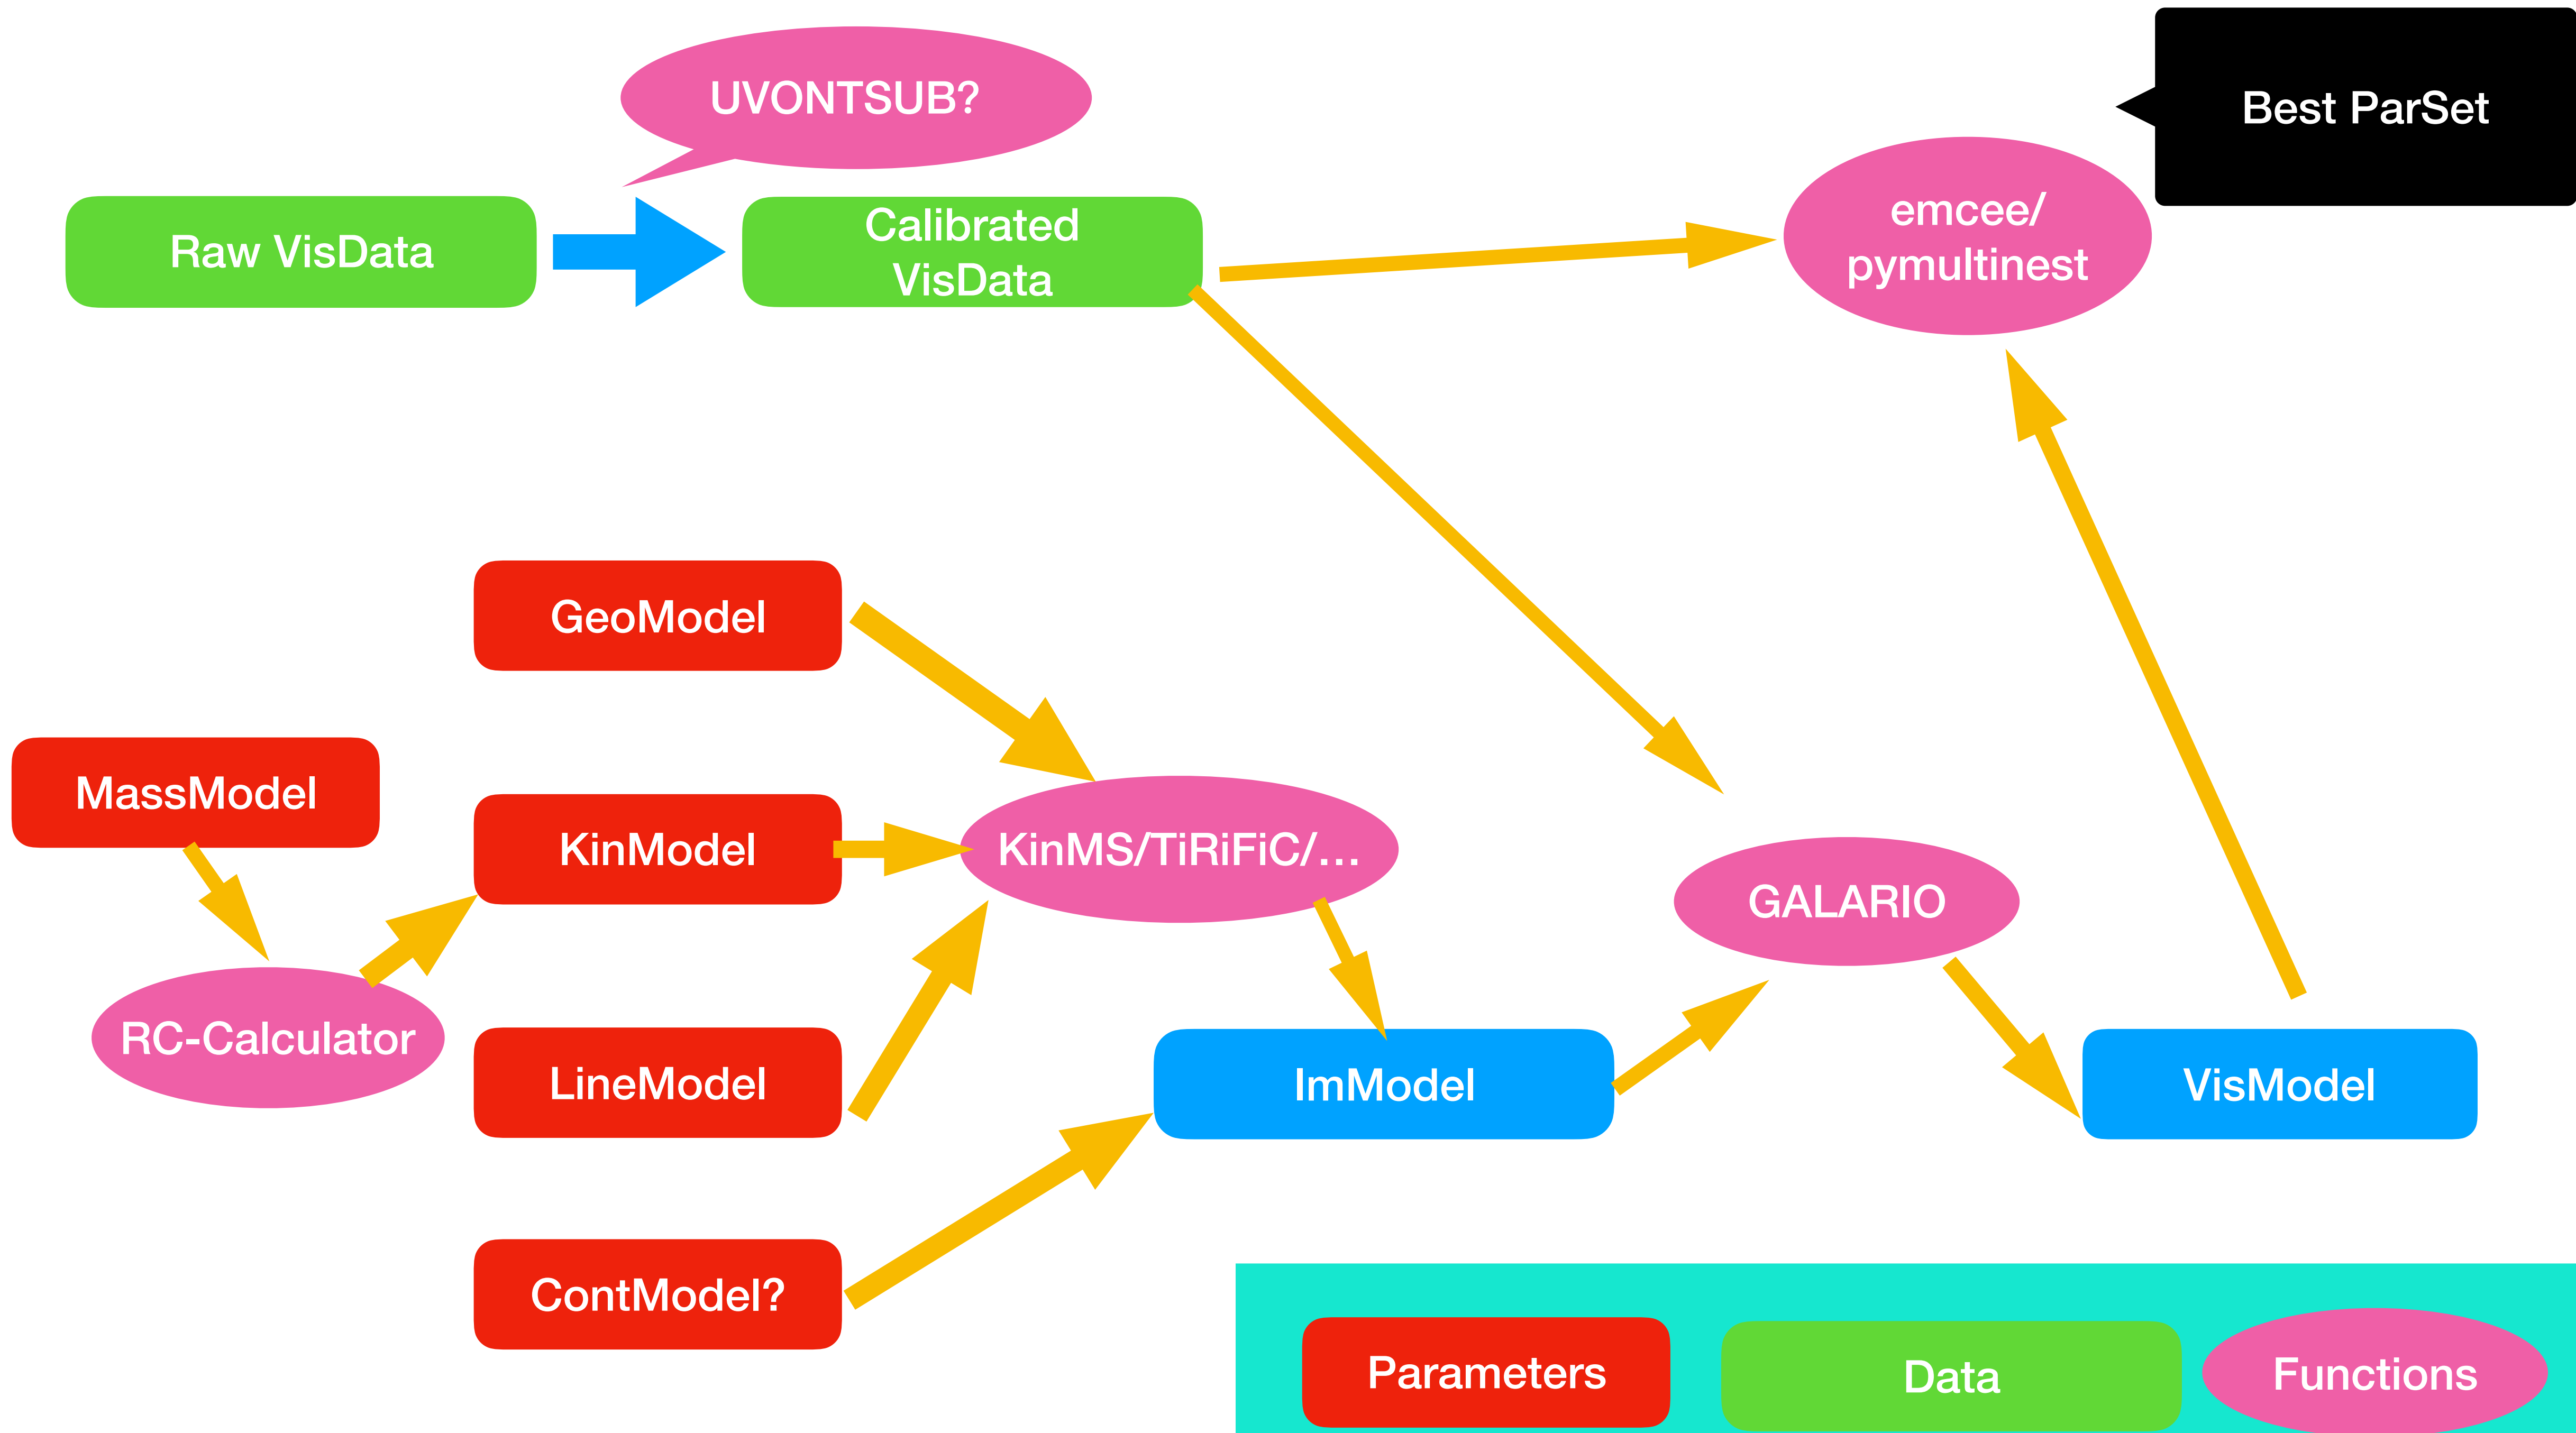 UVONTSUB?
Best ParSet
Raw VisData
Calibrated
VisData
emcee/
pymultinest
GeoModel
MassModel
KinModel
KinMS/TiRiFiC/...
GALARIO
RC-Calculator
LineModel
ImModel
VisModel
ContModel?
Parameters
Data
Functions